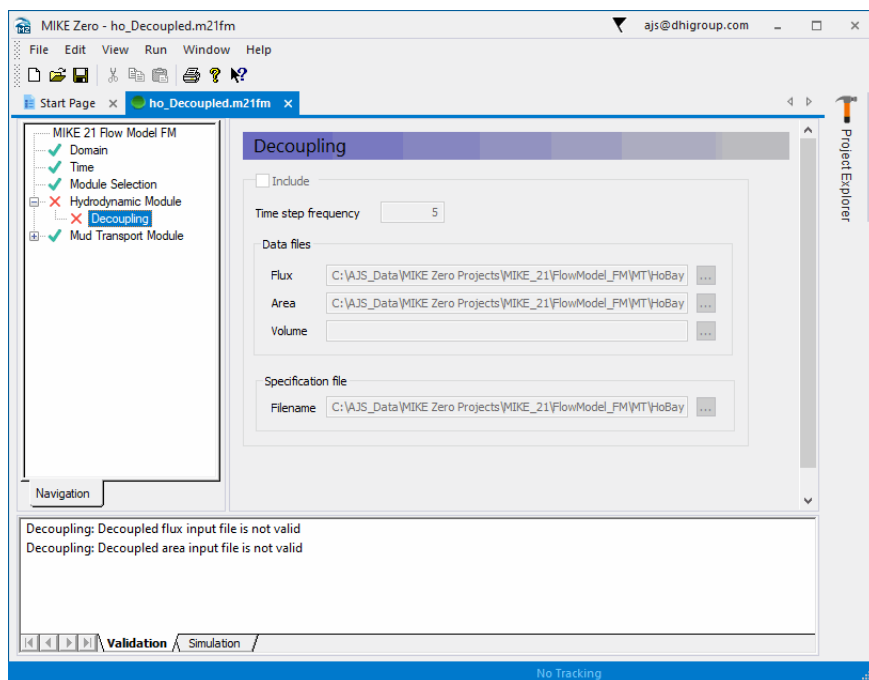 MIKE Zero - ho_Decoupled.m21fm
ajs@dhigroup.com
File Edit View Run Window Help
Start Page
ho_Decoupled.m21fm
MIKE 21 Flow Model FM
Domain
Time
Module Selection
Hydrodynamic Module
Decoupling
Mud Transport Module
Navigation
Decoupling
Include
Time step frequency 5
Data files
Flux C:\AJS_Data\MIKE Zero Projects\MIKE_21\FlowModel_FM\MT\HoBay ...
Area C:\AJS_Data\MIKE Zero Projects\MIKE_21\FlowModel_FM\MT\HoBay ...
Volume ...
Specification file
Filename C:\AJS_Data\MIKE Zero Projects\MIKE_21\FlowModel_FM\MT\HoBay ...
Project Explorer
Decoupling: Decoupled flux input file is not valid
Decoupling: Decoupled area input file is not valid
Validation Simulation
No Tracking